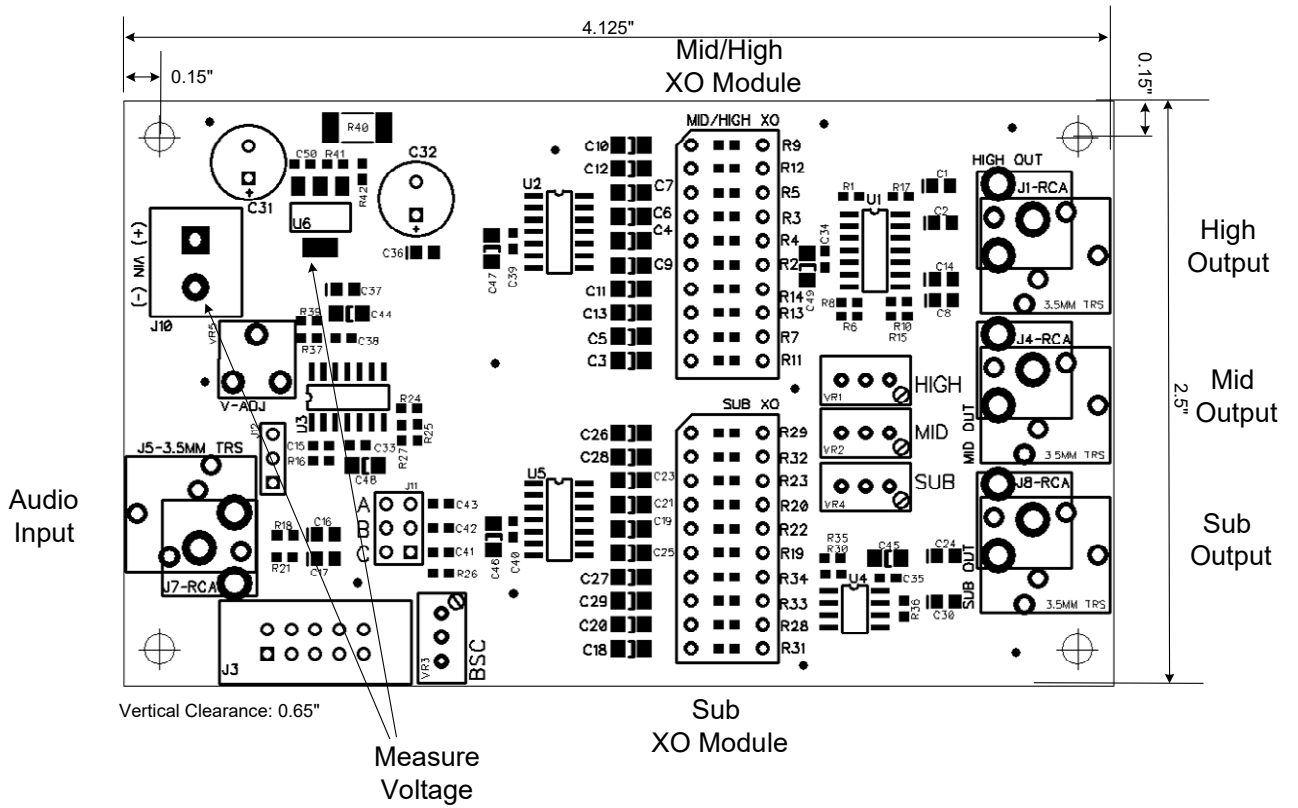 4.125"
0.15"
0.15"
2.5"
Mid/High
XO Module
MID/HIGH XO
R40
C50 R41
R42
C31
C32
U6
(+)
VIN
(-)
J10
C36
C37
C44
R39
R37
C38
VR5
V-ADJ
U3
R24
R25
R27
J12
C15
R16
C33
C48
J5-3.5MM TRS
J7-RCA
Audio
Input
R18
R21
C16
C17
J11
A
B
C
C43
C42
C41
R26
J3
VR3
BSC
U2
C47
C39
C10
C12
C7
C6
C4
C9
C11
C13
C5
C3
R9
R12
R5
R3
R4
R2
R14
R13
R7
R11
SUB XO
U5
C46
C40
C26
C28
C23
C21
C19
C25
C27
C29
C20
C18
R29
R32
R23
R20
R22
R19
R34
R33
R28
R31
R1
R17
U1
C34
C49
R8
R6
R10
R15
C1
C2
C14
C8
VR1
HIGH
VR2
MID
VR4
SUB
R35
R30
C45
C35
U4
R36
C24
C30
HIGH OUT
J1-RCA
3.5MM TRS
High
Output
MID OUT
J4-RCA
3.5MM TRS
Mid
Output
SUB OUT
J8-RCA
3.5MM TRS
Sub
Output
Vertical Clearance: 0.65"
Measure
Voltage
Sub
XO Module